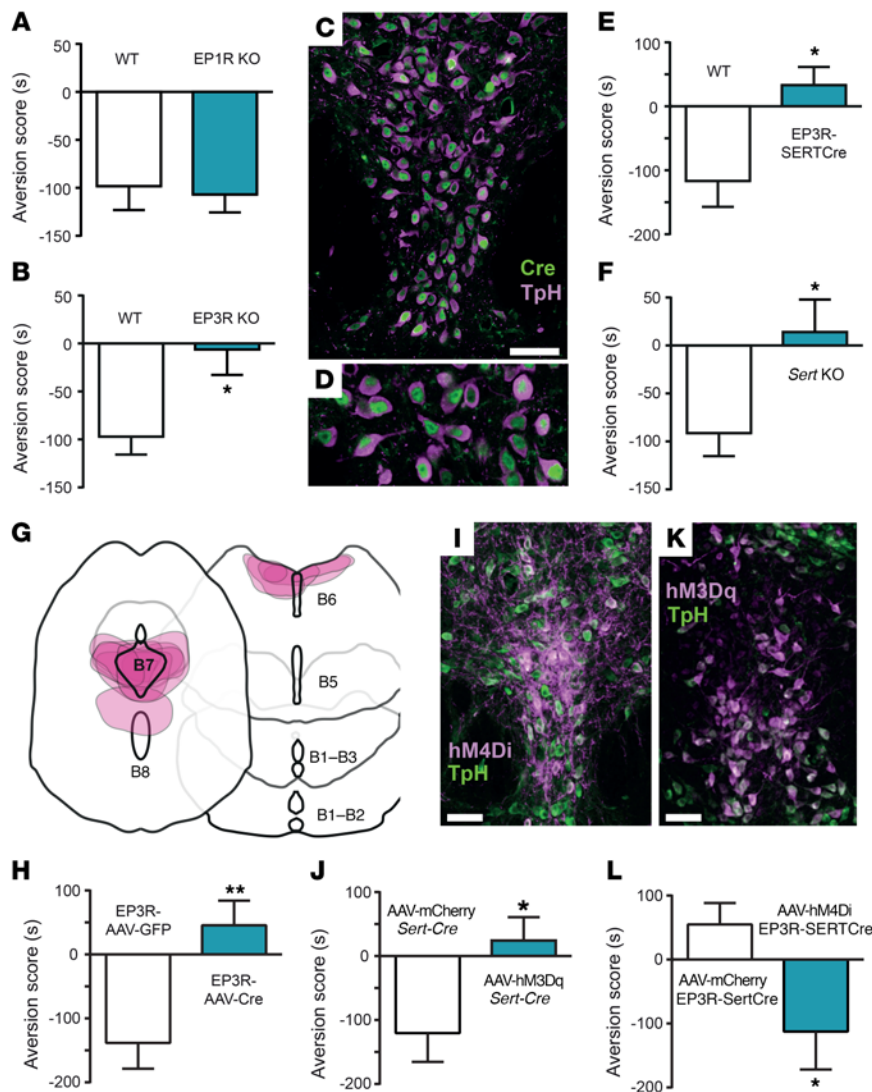 A
Aversion score (s)
50
0
-50
-100
-150
WT
EP1R KO
B
Aversion score (s)
50
0
-50
-100
-150
WT
EP3R KO
*
C
Cre
TpH
D
E
Aversion score (s)
100
0
-100
-200
WT
*
EP3R-
SERTCre
F
Aversion score (s)
50
0
-50
-100
-150
WT
*
Sert KO
G
B7
B8
B6
B5
B1–B3
B1–B2
I
hM4Di
TpH
K
hM3Dq
TpH
H
Aversion score (s)
100
0
-100
-200
EP3R-
AAV-GFP
**
EP3R-
AAV-Cre
J
Aversion score (s)
100
0
-100
-200
AAV-mCherry
Sert-Cre
*
AAV-hM3Dq
Sert-Cre
L
Aversion score (s)
100
0
-100
-200
AAV-hM4Di
EP3R-SERTCre
AAV-mCherry
EP3R-SertCre
*